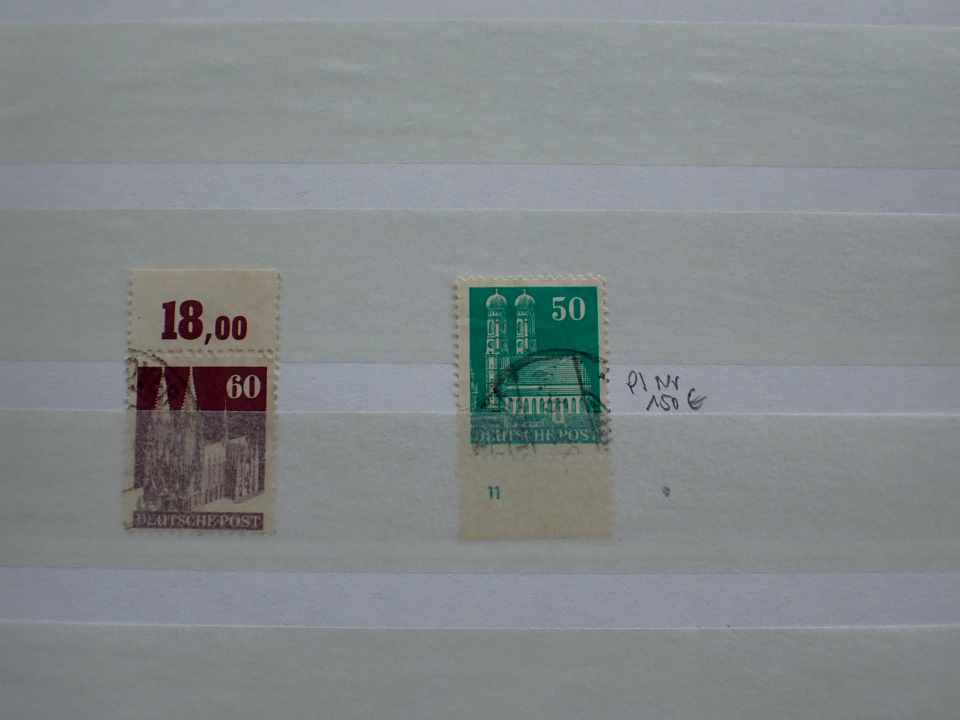 18,00
60
DEUTSCHE POST
50
DEUTSCHE POST
11
Pl Nr
150 €